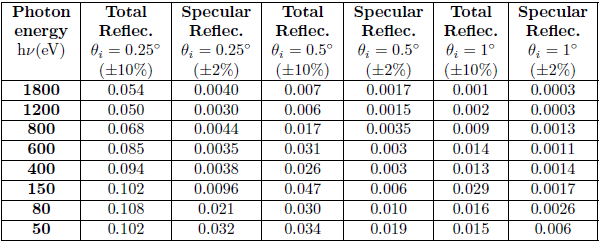 Photon Total Specular Total Specular Total Specular
energy Reflec. Reflec. Reflec. Reflec. Reflec. Reflec.
hν(eV) θi = 0.25° θi = 0.25° θi = 0.5° θi = 0.5° θi = 1° θi = 1°
(±10%) (±2%) (±10%) (±2%) (±10%) (±2%)
1800 0.054 0.0040 0.007 0.0017 0.001 0.0003
1200 0.050 0.0030 0.006 0.0015 0.002 0.0003
800 0.068 0.0044 0.017 0.0035 0.009 0.0013
600 0.085 0.0035 0.031 0.003 0.014 0.0011
400 0.094 0.0038 0.026 0.003 0.013 0.0014
150 0.102 0.0096 0.047 0.006 0.029 0.0017
80 0.108 0.021 0.030 0.010 0.016 0.0026
50 0.102 0.032 0.034 0.019 0.015 0.006